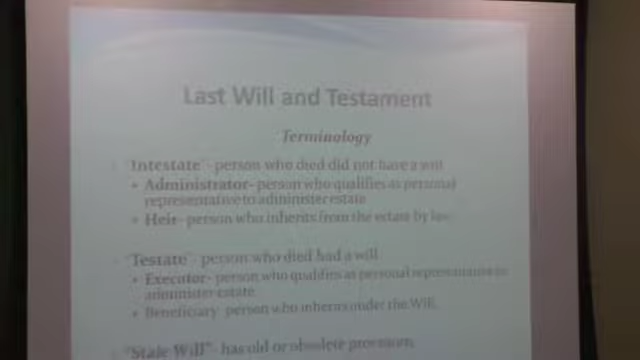 Last Will and Testament
Terminology
"Intestate" - person who died did not have a will
• Administrator- person who qualifies as personal
representative to administer estate
• Heir- person who inherits from the estate by law
"Testate" - person who died had a will
• Executor- person who qualifies as personal representative to
administer estate
• Beneficiary- person who inherits under the Will.
"Stale Will"- has old or obsolete provisions